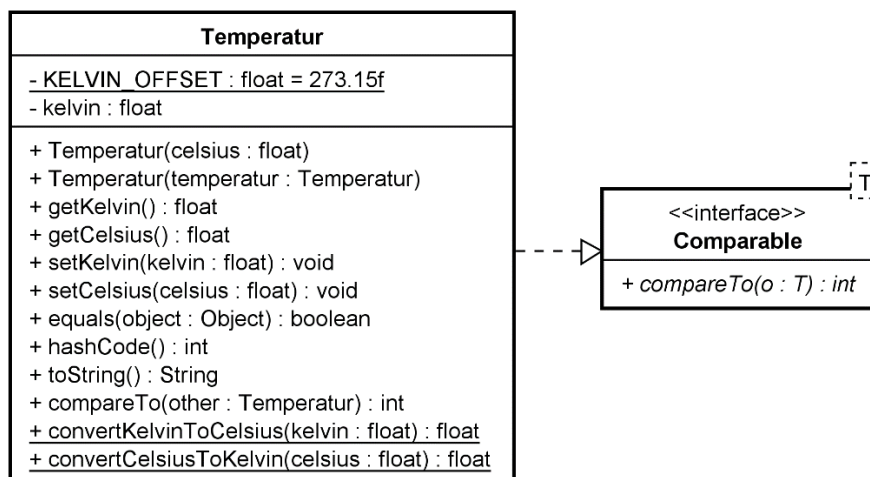 Temperatur
- KELVIN_OFFSET : float = 273.15f
- kelvin : float
+ Temperatur(celsius : float)
+ Temperatur(temperatur : Temperatur)
+ getKelvin() : float
+ getCelsius() : float
+ setKelvin(kelvin : float) : void
+ setCelsius(celsius : float) : void
+ equals(object : Object) : boolean
+ hashCode() : int
+ toString() : String
+ compareTo(other : Temperatur) : int
+ convertKelvinToCelsius(kelvin : float) : float
+ convertCelsiusToKelvin(celsius : float) : float
T
<<interface>>
Comparable
+ compareTo(o : T) : int